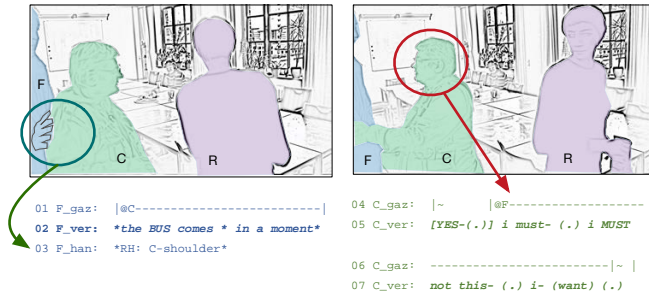 F
C
R
01 F_gaz: |@C--------------------------|
02 F_ver: *the BUS comes * in a moment*
03 F_han: *RH: C-shoulder*
F
C
R
04 C_gaz: |~ |@F-------------------
05 C_ver: [YES-(.)] i must- (.) i MUST
06 C_gaz: -------------------------|~ |
07 C_ver: not this- (.) i- (want) (.)